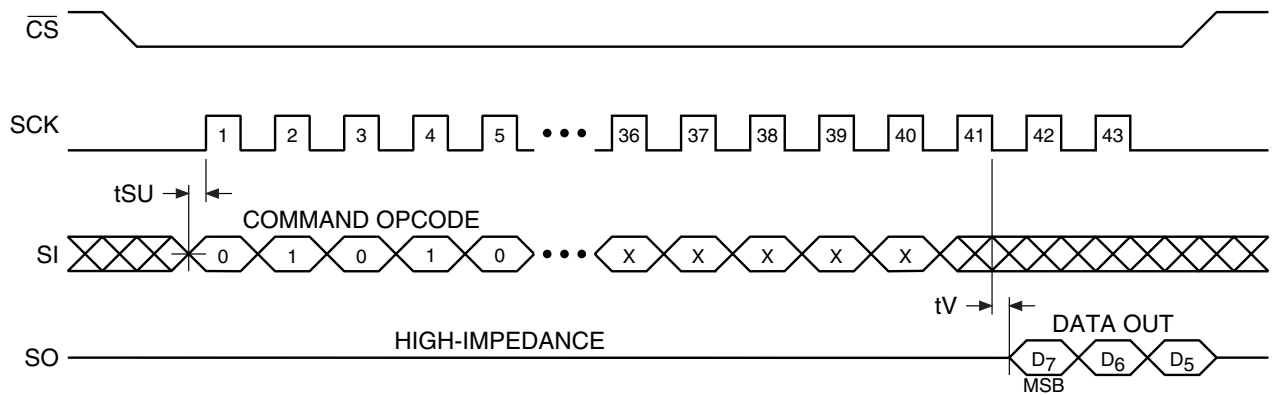 CS
SCK 1 2 3 4 5 ••• 36 37 38 39 40 41 42 43
tSU
COMMAND OPCODE
SI 0 1 0 1 0 ••• X X X X X
tV
DATA OUT
HIGH-IMPEDANCE
SO D7 D6 D5
MSB